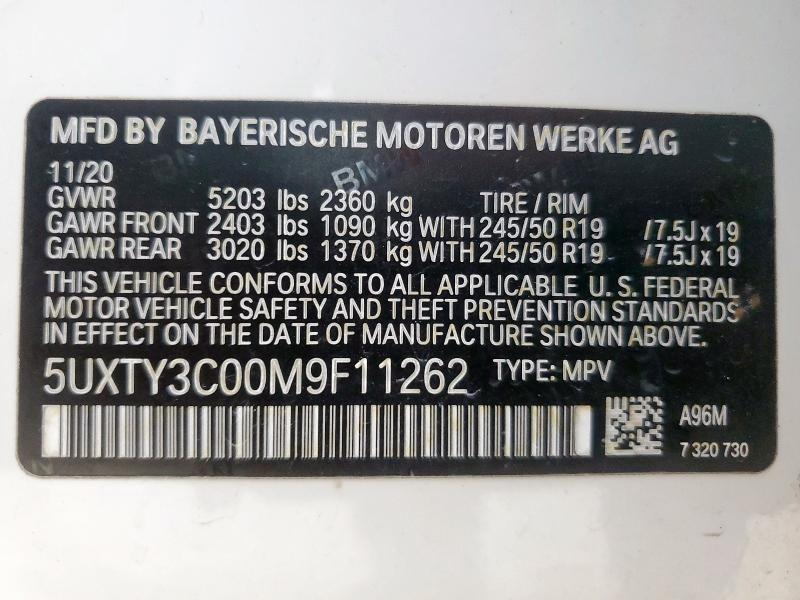 MFD BY BAYERISCHE MOTOREN WERKE AG
11/20
GVWR 5203 lbs 2360 kg TIRE / RIM
GAWR FRONT 2403 lbs 1090 kg WITH 245/50 R19 /7.5J x 19
GAWR REAR 3020 lbs 1370 kg WITH 245/50 R19 /7.5J x 19
THIS VEHICLE CONFORMS TO ALL APPLICABLE U. S. FEDERAL
MOTOR VEHICLE SAFETY AND THEFT PREVENTION STANDARDS
IN EFFECT ON THE DATE OF MANUFACTURE SHOWN ABOVE.
5UXTY3C00M9F11262 TYPE: MPV
A96M
7 320 730